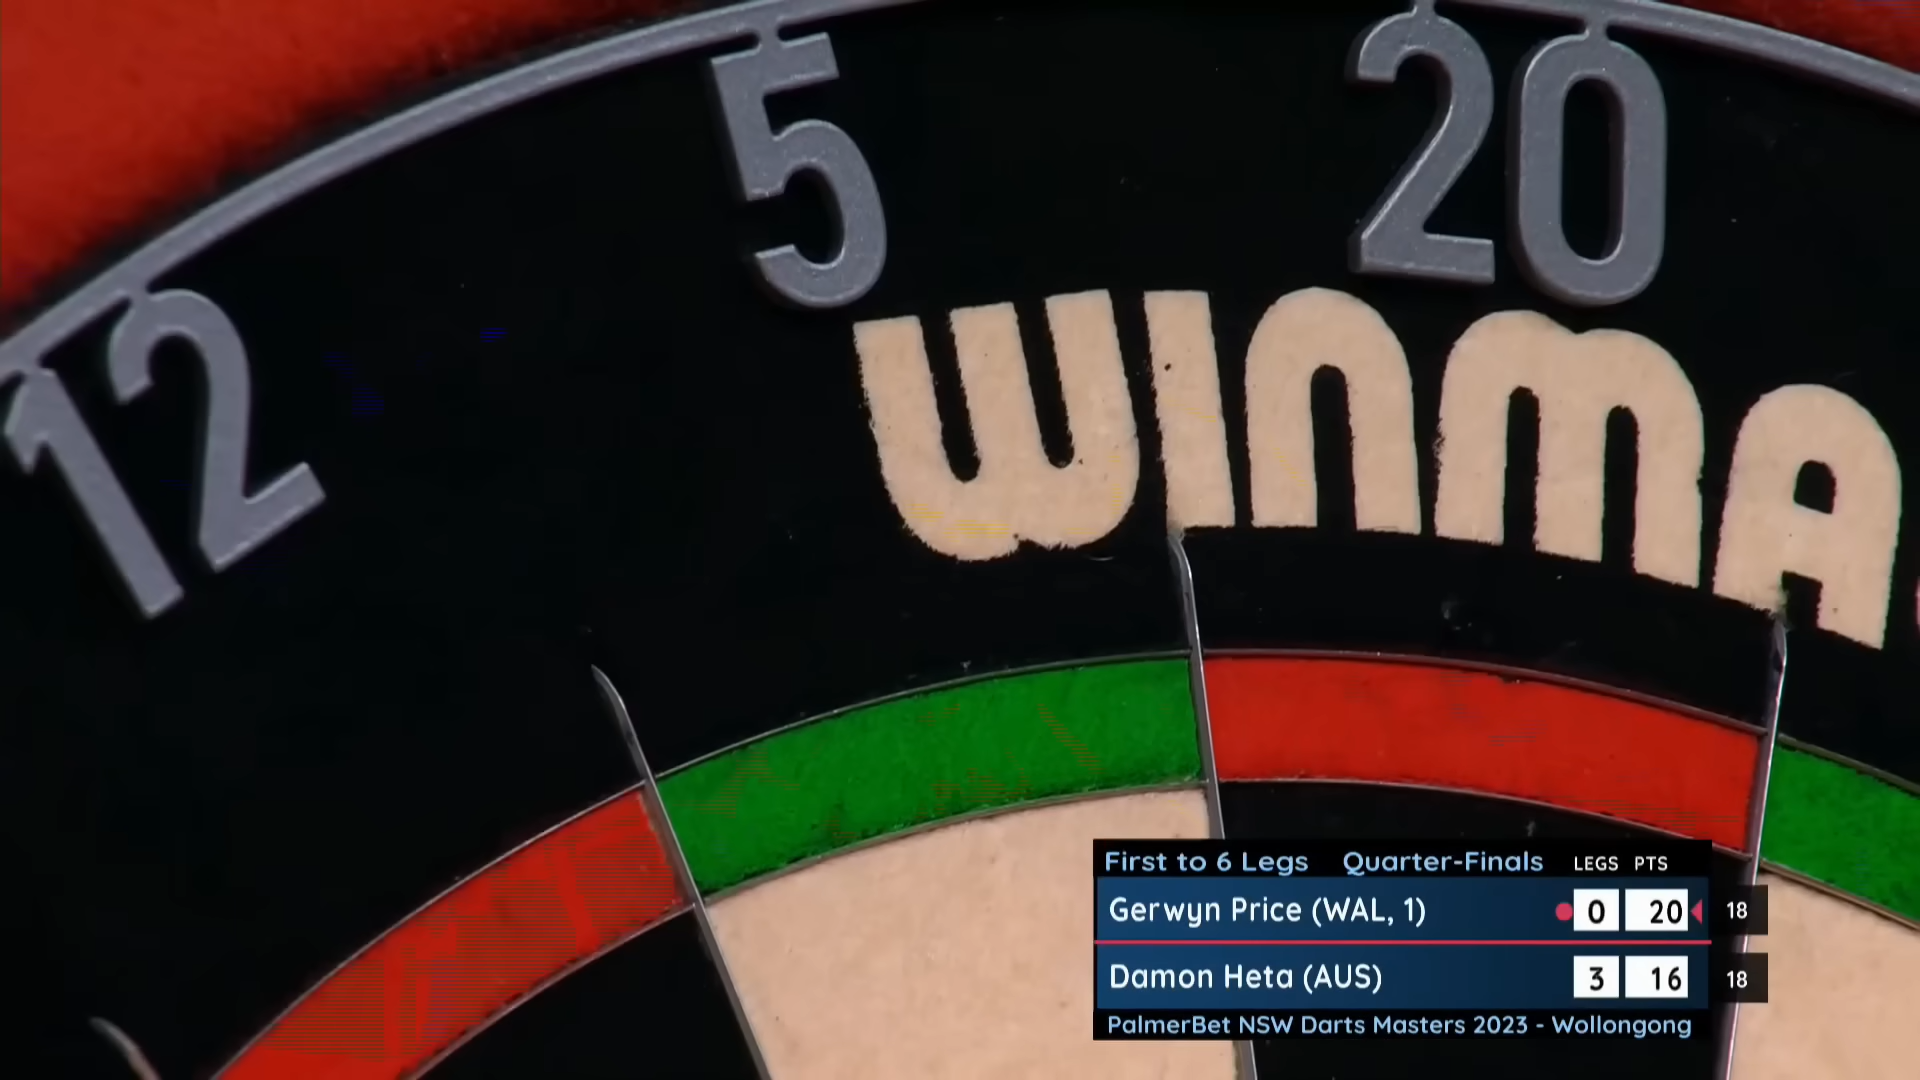 5
20
12
WINMA
First to 6 Legs Quarter-Finals LEGS PTS
Gerwyn Price (WAL, 1) 0 20 18
Damon Heta (AUS) 3 16 18
PalmerBet NSW Darts Masters 2023 - Wollongong